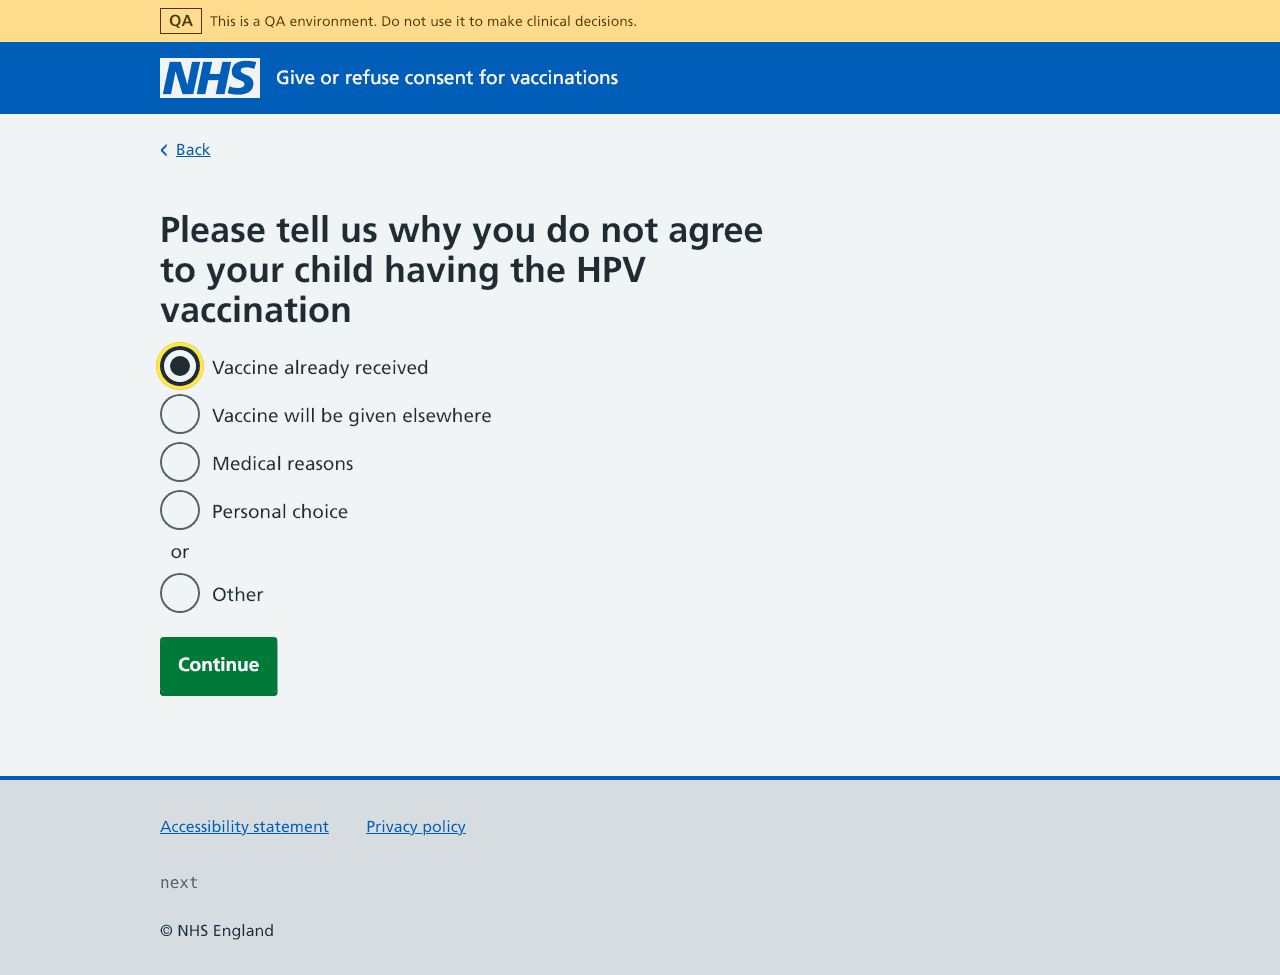 QA This is a QA environment. Do not use it to make clinical decisions.
NHS Give or refuse consent for vaccinations
Back
Please tell us why you do not agree
to your child having the HPV
vaccination
Vaccine already received
Vaccine will be given elsewhere
Medical reasons
Personal choice
or
Other
Continue
Accessibility statement Privacy policy
next
© NHS England